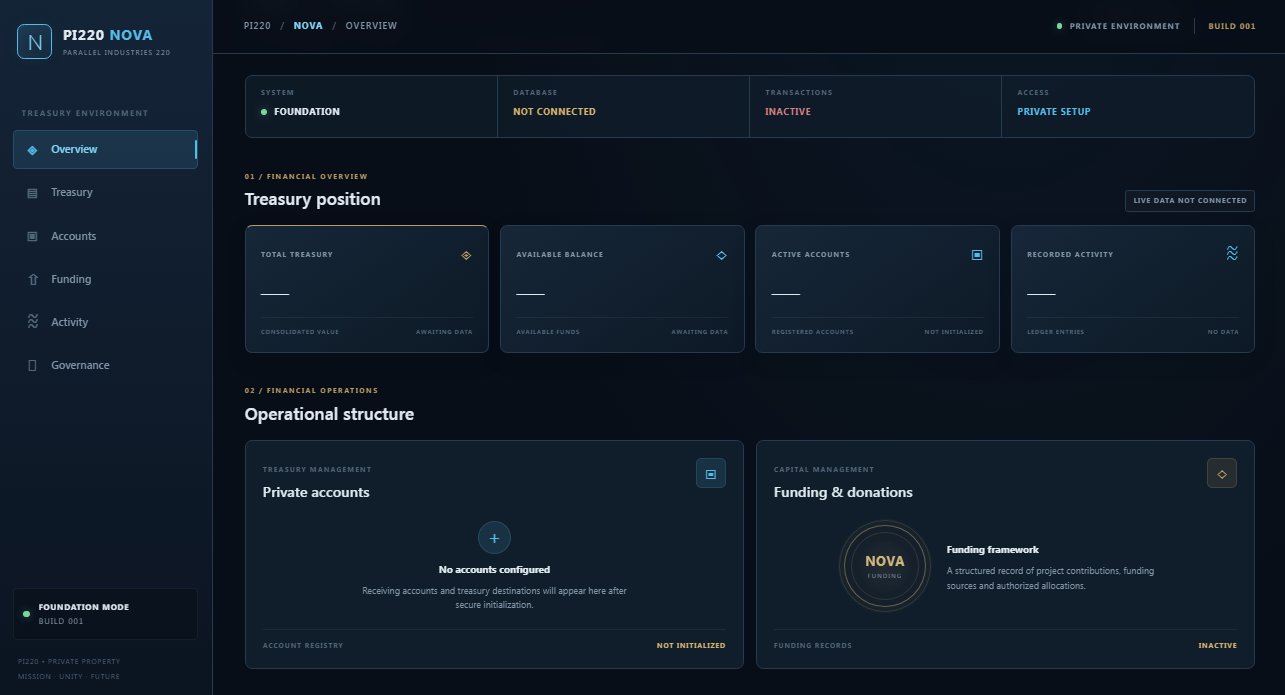 N
PI220 NOVA
PARALLEL INDUSTRIES 220
TREASURY ENVIRONMENT
Overview
Treasury
Accounts
Funding
Activity
Governance
FOUNDATION MODE
BUILD 001
PI220 • PRIVATE PROPERTY
MISSION · UNITY · FUTURE
PI220 / NOVA / OVERVIEW
PRIVATE ENVIRONMENT
BUILD 001
SYSTEM
FOUNDATION
DATABASE
NOT CONNECTED
TRANSACTIONS
INACTIVE
ACCESS
PRIVATE SETUP
01 / FINANCIAL OVERVIEW
Treasury position
LIVE DATA NOT CONNECTED
TOTAL TREASURY
——
CONSOLIDATED VALUE
AWAITING DATA
AVAILABLE BALANCE
——
AVAILABLE FUNDS
AWAITING DATA
ACTIVE ACCOUNTS
——
REGISTERED ACCOUNTS
NOT INITIALIZED
RECORDED ACTIVITY
——
LEDGER ENTRIES
NO DATA
02 / FINANCIAL OPERATIONS
Operational structure
TREASURY MANAGEMENT
Private accounts
+
No accounts configured
Receiving accounts and treasury destinations will appear here after
secure initialization.
ACCOUNT REGISTRY
NOT INITIALIZED
CAPITAL MANAGEMENT
Funding & donations
NOVA
FUNDING
Funding framework
A structured record of project contributions, funding
sources and authorized allocations.
FUNDING RECORDS
INACTIVE